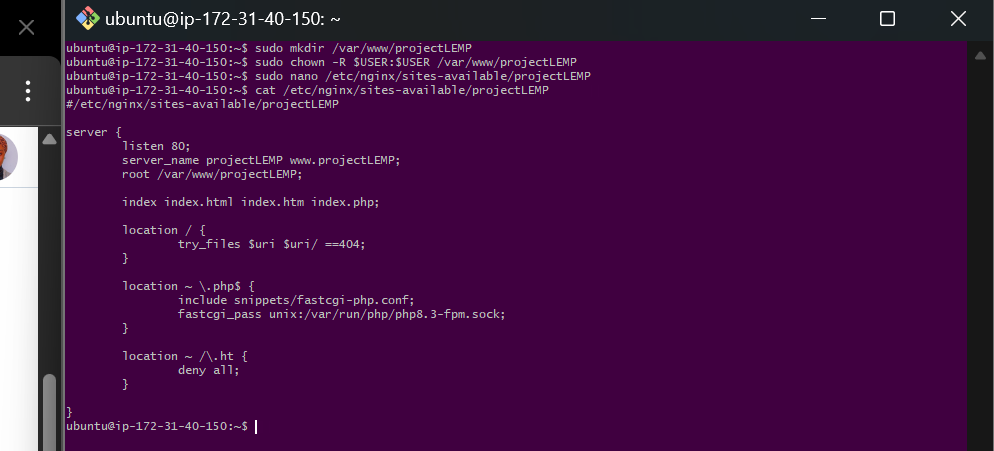 ubuntu@ip-172-31-40-150: ~
ubuntu@ip-172-31-40-150:~$ sudo mkdir /var/www/projectLEMP
ubuntu@ip-172-31-40-150:~$ sudo chown -R $USER:$USER /var/www/projectLEMP
ubuntu@ip-172-31-40-150:~$ sudo nano /etc/nginx/sites-available/projectLEMP
ubuntu@ip-172-31-40-150:~$ cat /etc/nginx/sites-available/projectLEMP
#/etc/nginx/sites-available/projectLEMP

server {
        listen 80;
        server_name projectLEMP www.projectLEMP;
        root /var/www/projectLEMP;

        index index.html index.htm index.php;

        location / {
                try_files $uri $uri/ ==404;
        }

        location ~ \.php$ {
                include snippets/fastcgi-php.conf;
                fastcgi_pass unix:/var/run/php/php8.3-fpm.sock;
        }

        location ~ /\.ht {
                deny all;
        }

}
ubuntu@ip-172-31-40-150:~$